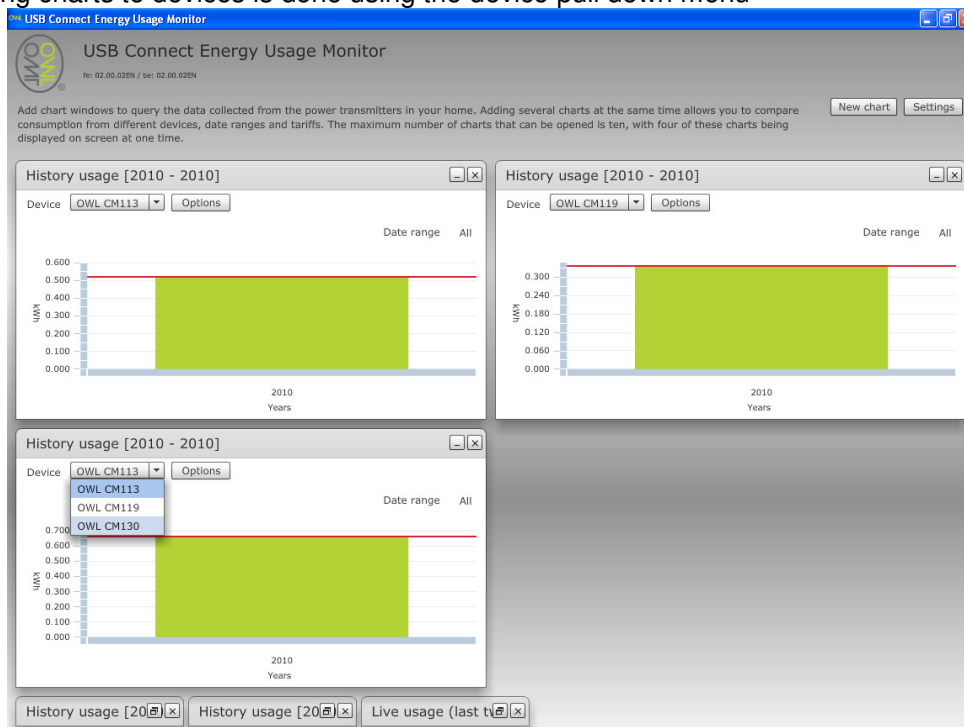 ng charts to devices is done using the device pull down menu
USB Connect Energy Usage Monitor
USB Connect Energy Usage Monitor
fe: 02.00.02EN / be: 02.00.02EN
Add chart windows to query the data collected from the power transmitters in your home. Adding several charts at the same time allows you to compare
consumption from different devices, date ranges and tariffs. The maximum number of charts that can be opened is ten, with four of these charts being
displayed on screen at one time.
New chart Settings
History usage [2010 - 2010]
Device OWL CM113 Options
Date range All
0.600
0.500
0.400
0.300
0.200
0.100
0.000
kWh
2010
Years
History usage [2010 - 2010]
Device OWL CM119 Options
Date range All
0.300
0.240
0.180
0.120
0.060
0.000
kWh
2010
Years
History usage [2010 - 2010]
Device OWL CM113 Options
OWL CM113
OWL CM119
OWL CM130
Date range All
0.700
0.600
0.500
0.400
0.300
0.200
0.100
0.000
kWh
2010
Years
History usage [20
History usage [20
Live usage (last tw